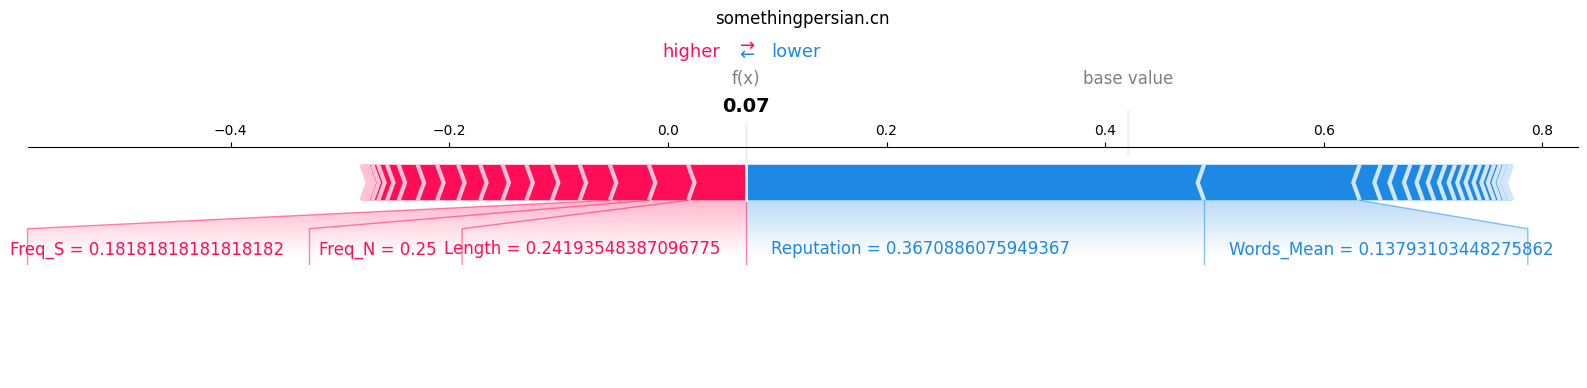 somethingpersian.cn
higher ⇄ lower
f(x) base value
0.07
−0.4 −0.2 0.0 0.2 0.4 0.6 0.8
Freq_S = 0.18181818181818182 Freq_N = 0.25 Length = 0.24193548387096775 Reputation = 0.3670886075949367 Words_Mean = 0.13793103448275862